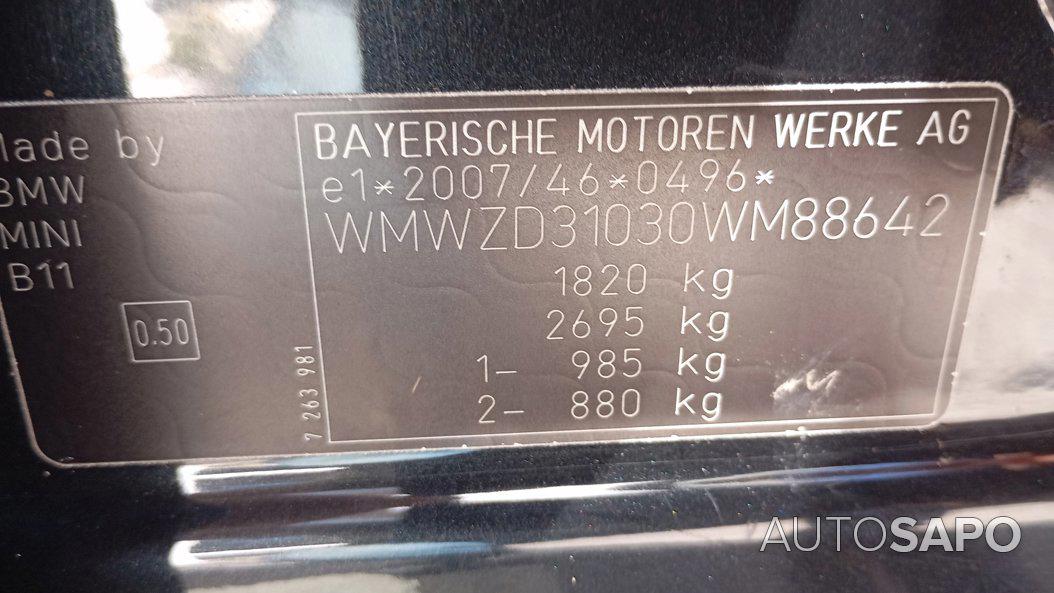 Made by
BMW
MINI
B11
0.50
7 263 981
BAYERISCHE MOTOREN WERKE AG
e1*2007/46*0496*
WMWZD31030WM88642
1820 kg
2695 kg
1– 985 kg
2– 880 kg
AUTOSAPO